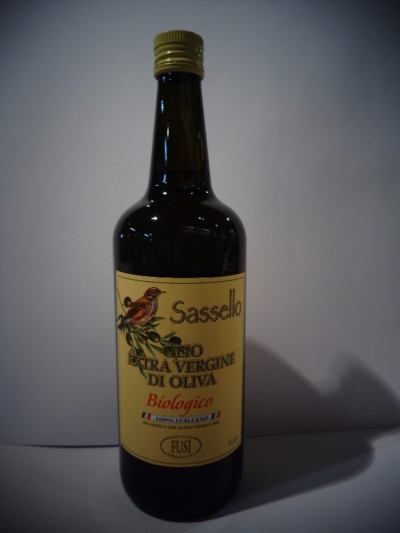 Sassello
OLIO
EXTRA VERGINE
DI OLIVA
Biologico
100% ITALIANO
FUSI